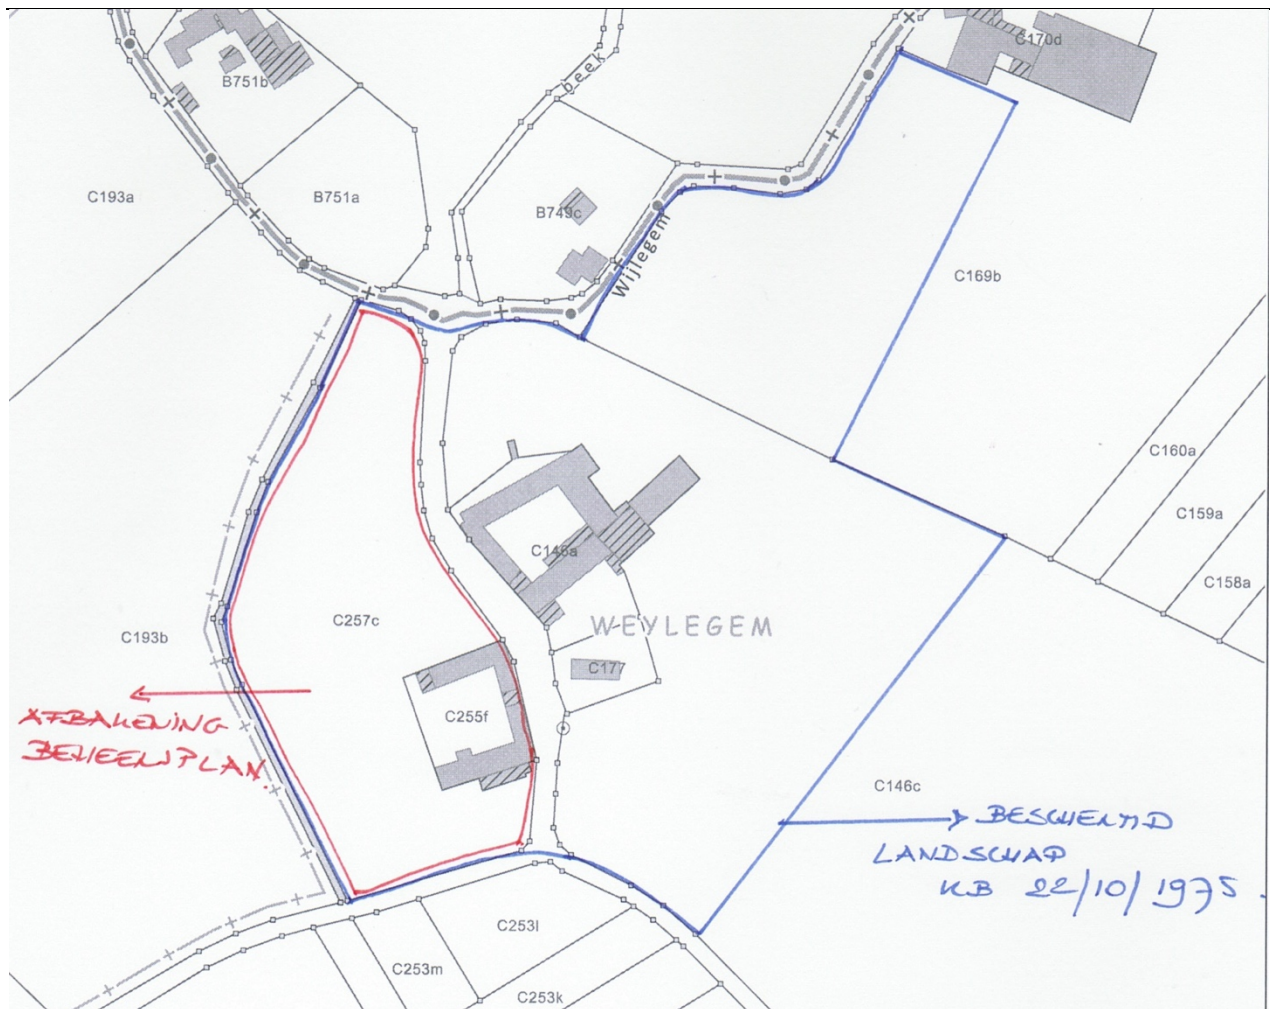 C170d
beek
B751b
C193a
B751a
B749c
Wijlegem
C169b
C160a
C159a
C146a
C158a
C257c
WEYLEGEM
C193b
C177
C255f
AFBAKENING
BEHEERSPLAN.
C146c
BESCHERMD
LANDSCHAP
KB 22/10/1975.
C253l
C253m
C253k